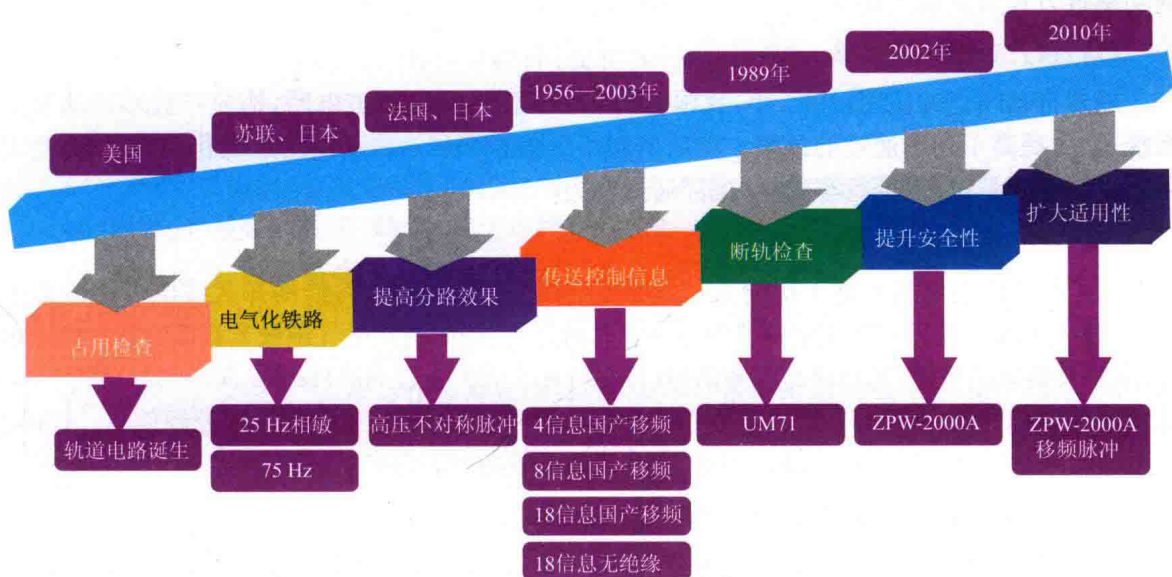 美国
苏联、日本
法国、日本
1956—2003年
1989年
2002年
2010年
占用检查
电气化铁路
提高分路效果
传送控制信息
断轨检查
提升安全性
扩大适用性
轨道电路诞生
25 Hz相敏
75 Hz
高压不对称脉冲
4信息国产移频
8信息国产移频
18信息国产移频
18信息无绝缘
UM71
ZPW-2000A
ZPW-2000A
移频脉冲